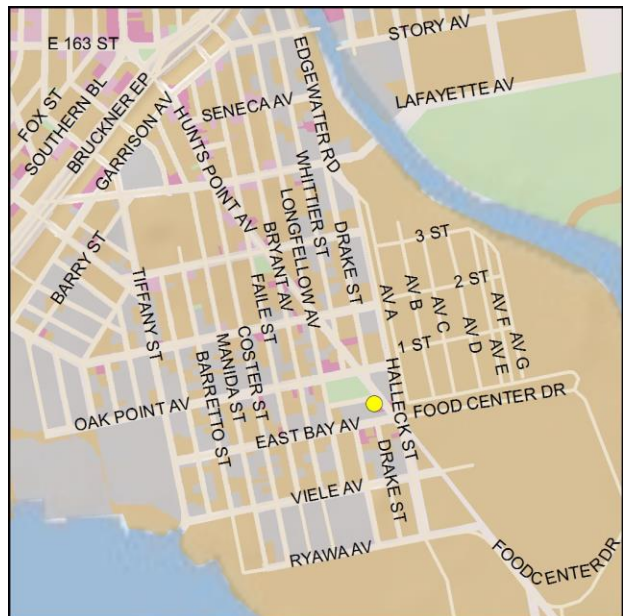 STORY AV
E 163 ST
EDGEWATER RD
LAFAYETTE AV
FOX ST
SOUTHERN BL
BRUCKNER EP
GARRISON AV
HUNTS POINT AV
SENECA AV
WHITTIER ST
LONGFELLOW AV
BRYANT AV
DRAKE ST
3 ST
BARRY ST
TIFFANY ST
FAILE ST
AV A
AV B
AV C
2 ST
AV D
AV E
AV F
AV G
1 ST
COSTER ST
MANIDA ST
BARRETTO ST
HALLECK ST
OAK POINT AV
EAST BAY AV
FOOD CENTER DR
DRAKE ST
VIELE AV
RYAWA AV
FOOD CENTER DR